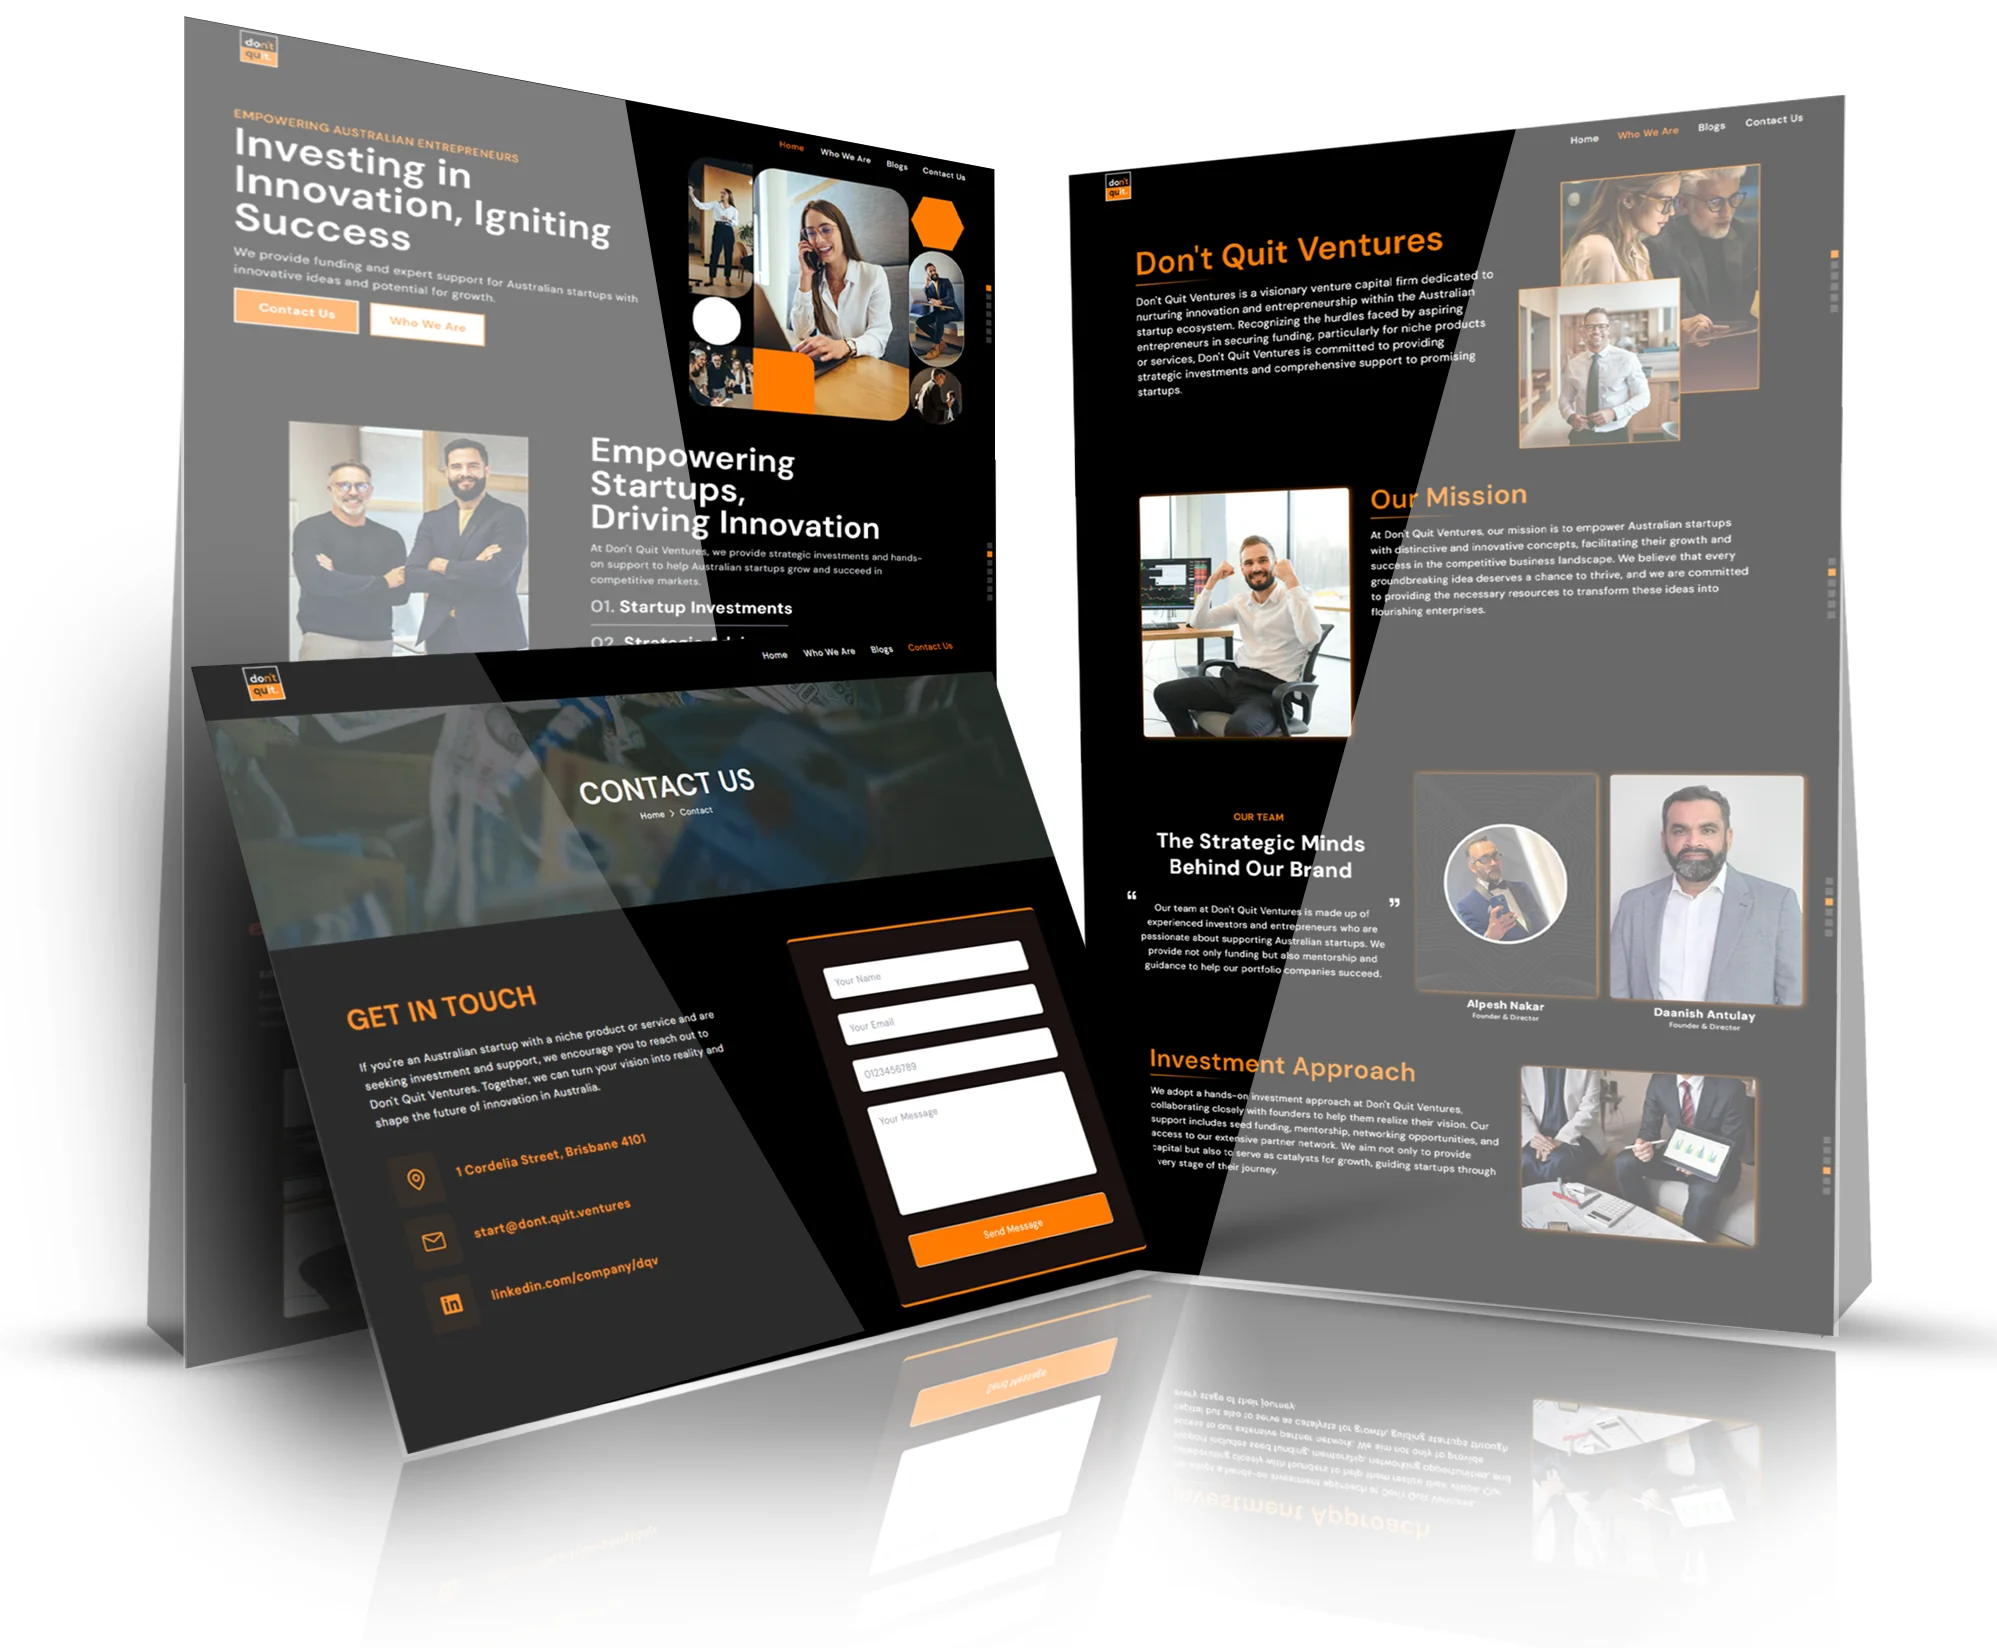 don't
quit.
EMPOWERING AUSTRALIAN ENTREPRENEURS
Investing in
Innovation, Igniting
Success
We provide funding and expert support for Australian startups with
innovative ideas and potential for growth.
Contact Us
Who We Are
Home
Who We Are
Blogs
Contact Us
Empowering
Startups,
Driving Innovation
At Don't Quit Ventures, we provide strategic investments and hands-
on support to help Australian startups grow and succeed in
competitive markets.
01. Startup Investments
02.
don't
quit.
Home
Who We Are
Blogs
Contact Us
CONTACT US
Home > Contact
GET IN TOUCH
If you're an Australian startup with a niche product or service and are
seeking investment and support, we encourage you to reach out to
Don't Quit Ventures. Together, we can turn your vision into reality and
shape the future of innovation in Australia.
1 Cordelia Street, Brisbane 4101
start@dont.quit.ventures
linkedin.com/company/dqv
Your Name
Your Email
0123456789
Your Message
Send Message
don't
quit.
Home
Who We Are
Blogs
Contact Us
Don't Quit Ventures
Don't Quit Ventures is a visionary venture capital firm dedicated to
nurturing innovation and entrepreneurship within the Australian
startup ecosystem. Recognizing the hurdles faced by aspiring
entrepreneurs in securing funding, particularly for niche products
or services, Don't Quit Ventures is committed to providing
strategic investments and comprehensive support to promising
startups.
Our Mission
At Don't Quit Ventures, our mission is to empower Australian startups
with distinctive and innovative concepts, facilitating their growth and
success in the competitive business landscape. We believe that every
groundbreaking idea deserves a chance to thrive, and we are committed
to providing the necessary resources to transform these ideas into
flourishing enterprises.
OUR TEAM
The Strategic Minds
Behind Our Brand
“
Our team at Don't Quit Ventures is made up of
experienced investors and entrepreneurs who are
passionate about supporting Australian startups. We
provide not only funding but also mentorship and
guidance to help our portfolio companies succeed.
”
Alpesh Nakar
Founder & Director
Daanish Antulay
Founder & Director
Investment Approach
We adopt a hands-on investment approach at Don't Quit Ventures,
collaborating closely with founders to help them realize their vision. Our
support includes seed funding, mentorship, networking opportunities, and
access to our extensive partner network. We aim not only to provide
capital but also to serve as catalysts for growth, guiding startups through
very stage of their journey.